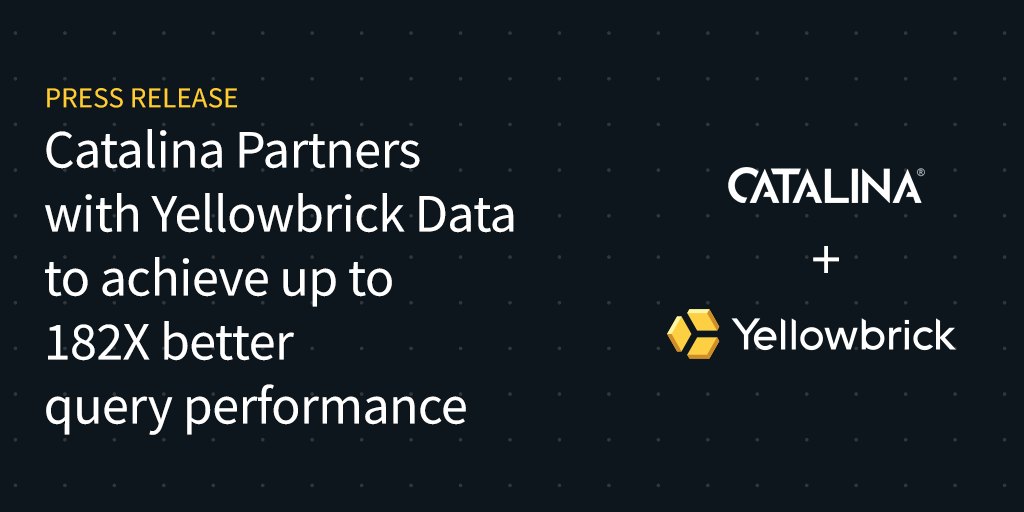 PRESS RELEASE
Catalina Partners
with Yellowbrick Data
to achieve up to
182X better
query performance
CATALINA®
+
Yellowbrick